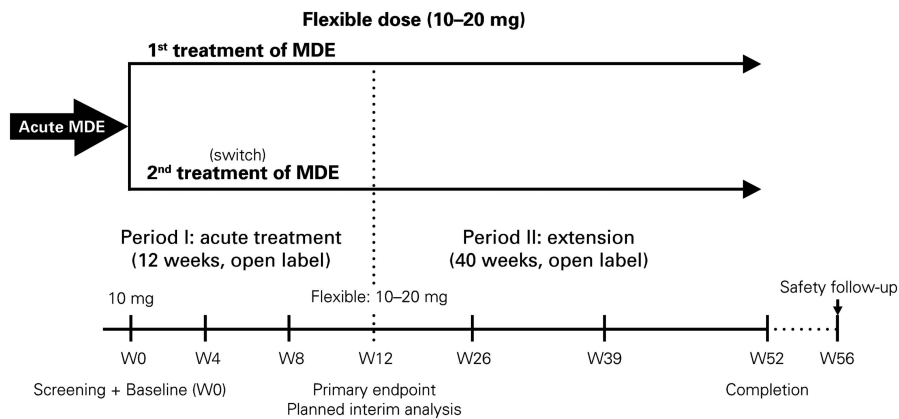 Flexible dose (10–20 mg)
1st treatment of MDE
Acute MDE
(switch)
2nd treatment of MDE
Period I: acute treatment
(12 weeks, open label)
Period II: extension
(40 weeks, open label)
Safety follow-up
10 mg
Flexible: 10–20 mg
W0 W4 W8 W12 W26 W39 W52 W56
Screening + Baseline (W0)
Primary endpoint
Planned interim analysis
Completion